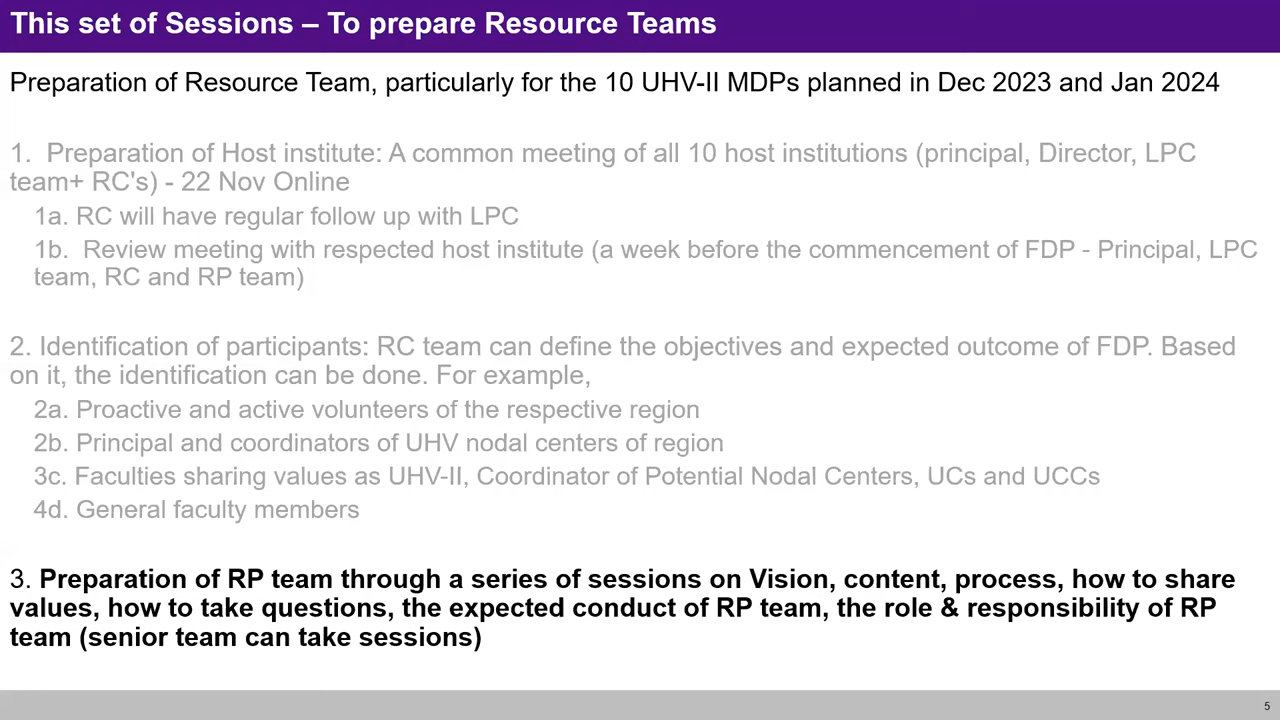 This set of Sessions – To prepare Resource Teams
Preparation of Resource Team, particularly for the 10 UHV-II MDPs planned in Dec 2023 and Jan 2024
1.  Preparation of Host institute: A common meeting of all 10 host institutions (principal, Director, LPC
team+ RC's) - 22 Nov Online
1a. RC will have regular follow up with LPC
1b.  Review meeting with respected host institute (a week before the commencement of FDP - Principal, LPC
team, RC and RP team)
2. Identification of participants: RC team can define the objectives and expected outcome of FDP. Based
on it, the identification can be done. For example,
2a. Proactive and active volunteers of the respective region
2b. Principal and coordinators of UHV nodal centers of region
3c. Faculties sharing values as UHV-II, Coordinator of Potential Nodal Centers, UCs and UCCs
4d. General faculty members
3. Preparation of RP team through a series of sessions on Vision, content, process, how to share
values, how to take questions, the expected conduct of RP team, the role & responsibility of RP
team (senior team can take sessions)
5